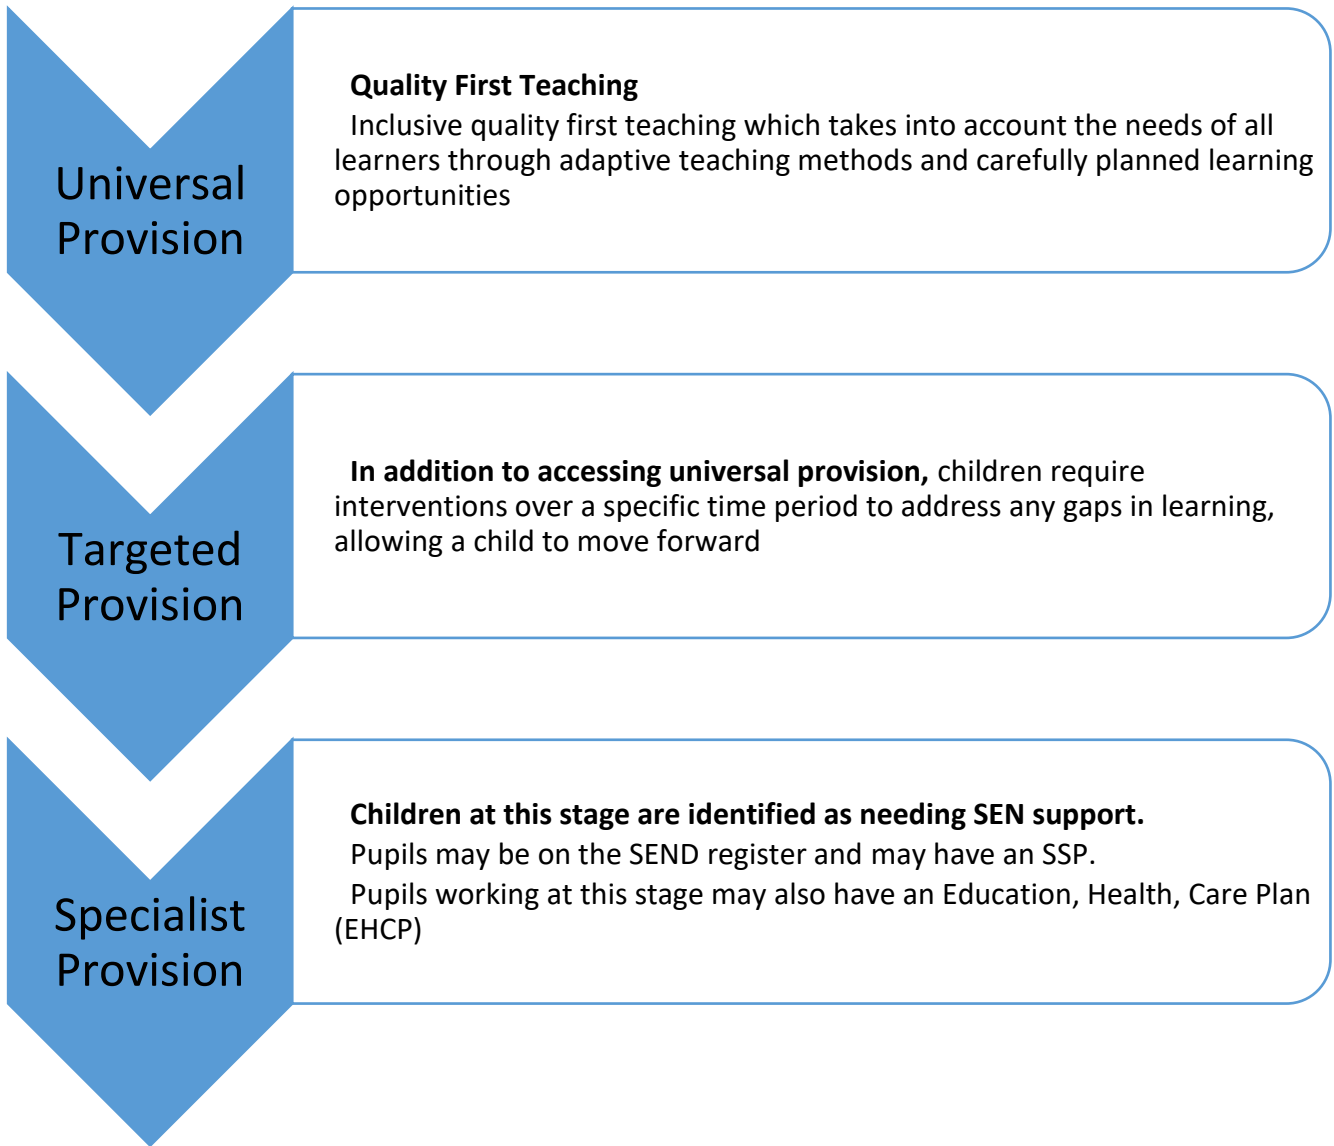 Universal
Provision
Quality First Teaching
Inclusive quality first teaching which takes into account the needs of all
learners through adaptive teaching methods and carefully planned learning
opportunities
Targeted
Provision
In addition to accessing universal provision, children require
interventions over a specific time period to address any gaps in learning,
allowing a child to move forward
Specialist
Provision
Children at this stage are identified as needing SEN support.
Pupils may be on the SEND register and may have an SSP.
Pupils working at this stage may also have an Education, Health, Care Plan
(EHCP)